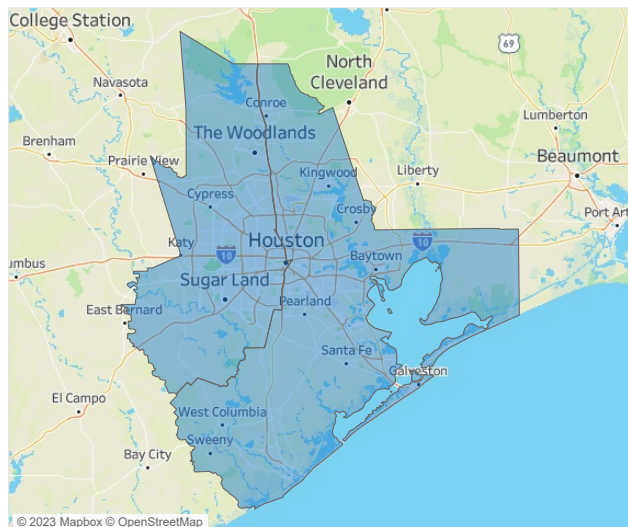 College Station
69
North
Cleveland
Navasota
Conroe
Lumberton
The Woodlands
Brenham
Prairie View
Beaumont
Kingwood
Liberty
Cypress
Crosby
Port Art
Katy
Houston
10
10
Baytown
umbus
Sugar Land
East Bernard
Pearland
Santa Fe
Galveston
El Campo
West Columbia
Sweeny
Bay City
© 2023 Mapbox © OpenStreetMap